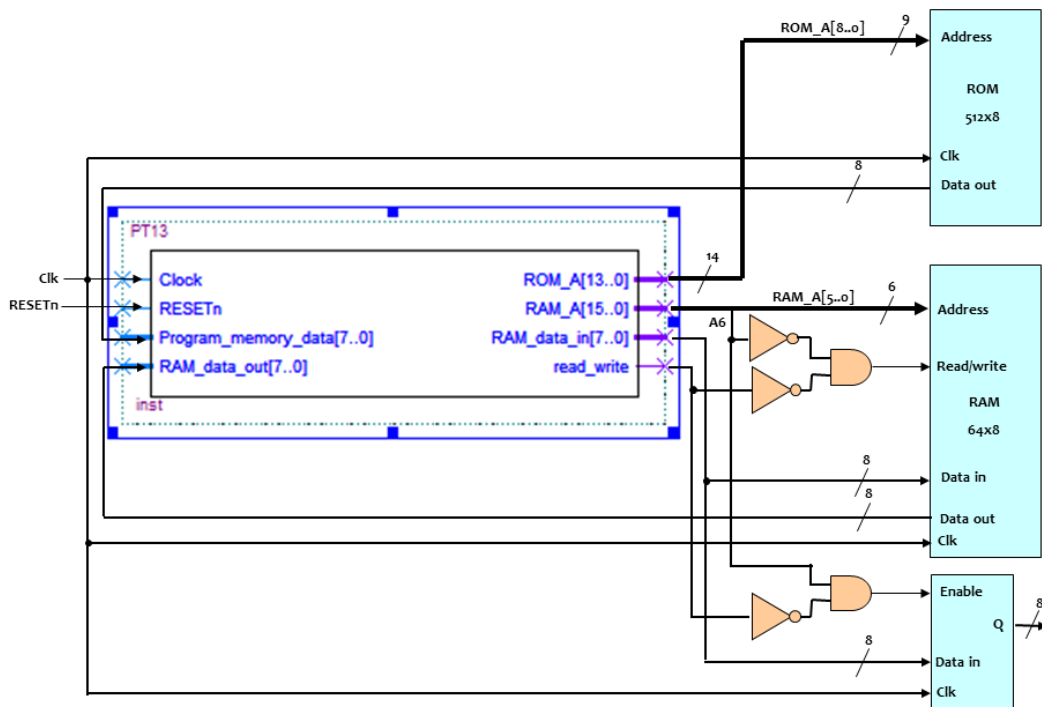 ROM_A[8..0]
9
Address
ROM
512x8
Clk
8
Data out
PT13
Clk
Clock
ROM_A[13..0]
14
RESETn
RESETn
RAM_A[15..0]
RAM_A[5..0]
6
Address
A6
Program_memory_data[7..0]
RAM_data_in[7..0]
RAM_data_out[7..0]
read_write
Read/write
inst
RAM
64x8
8
Data in
8
Data out
Clk
Enable
8
Q
8
Data in
Clk